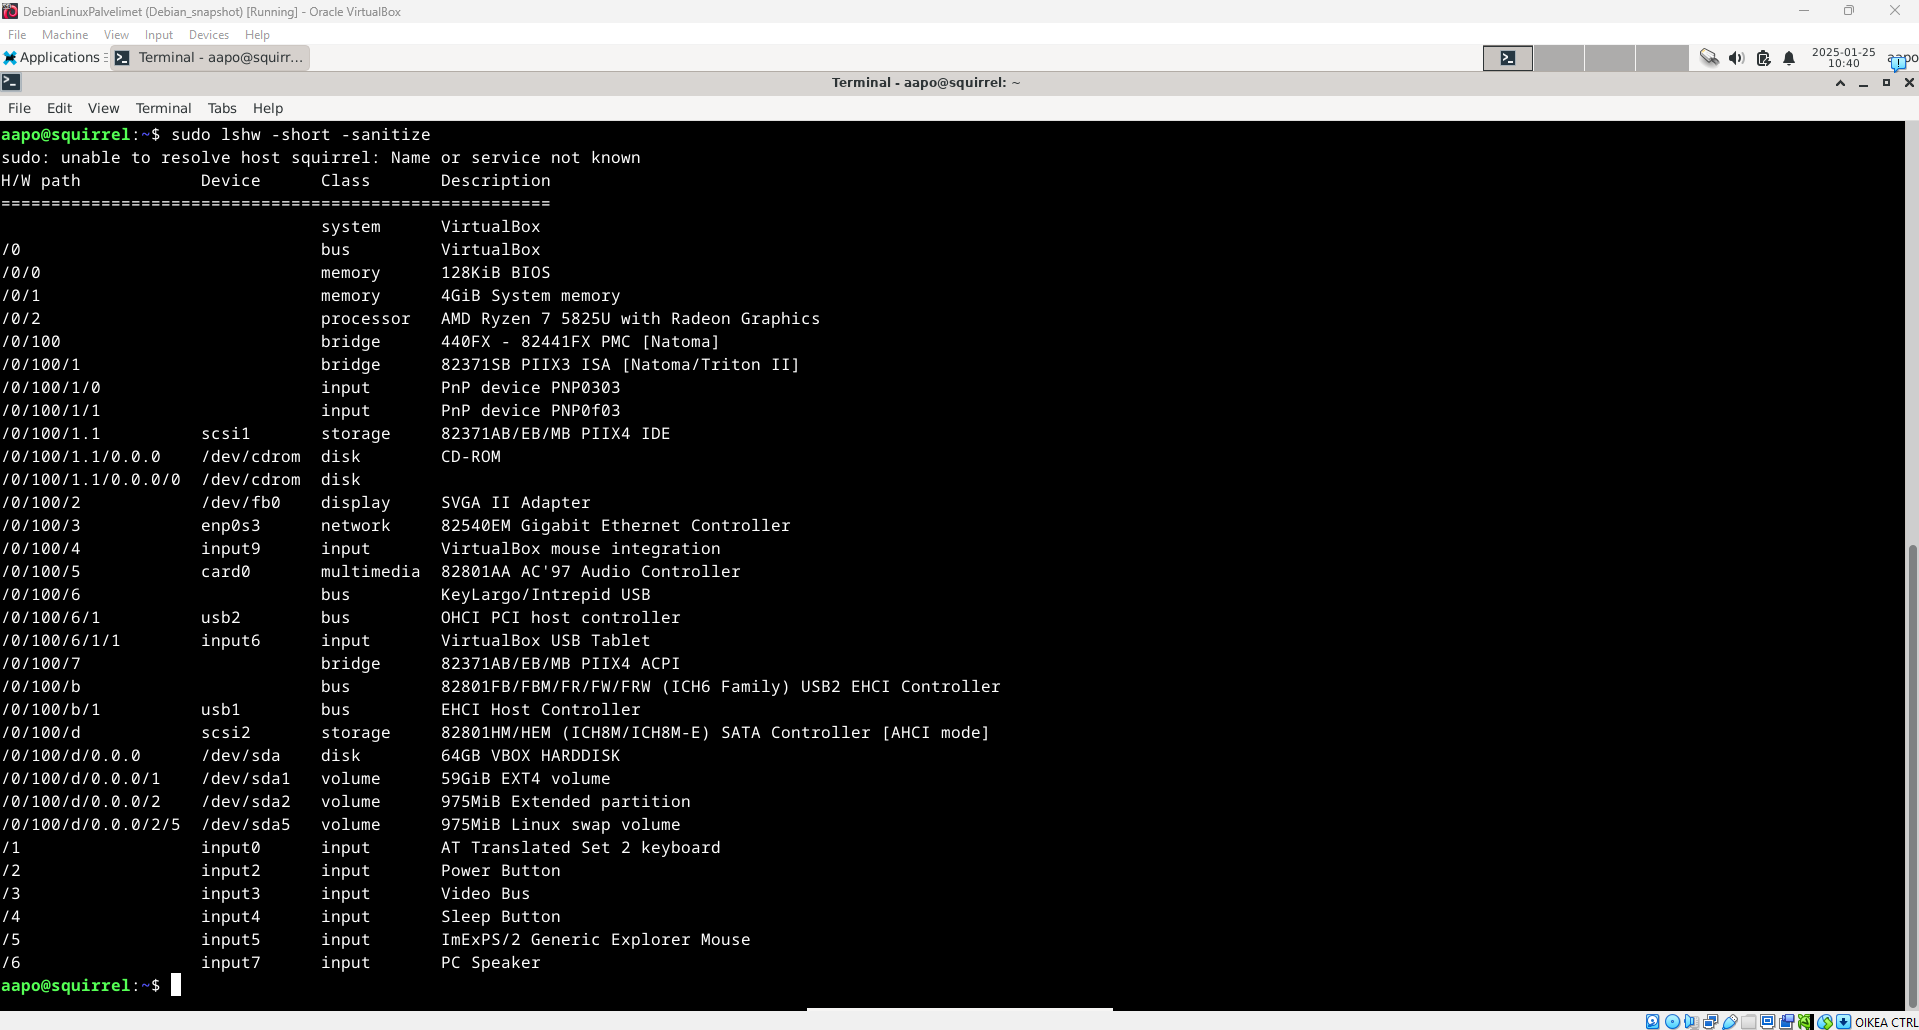 DebianLinuxPalvelimet (Debian_snapshot) [Running] - Oracle VirtualBox
File Machine View Input Devices Help
Applications Terminal - aapo@squirr... 2025-01-25
10:40
Terminal - aapo@squirrel: ~
File Edit View Terminal Tabs Help
aapo@squirrel:~$ sudo lshw -short -sanitize
sudo: unable to resolve host squirrel: Name or service not known
H/W path Device Class Description
=======================================================
system VirtualBox
/0 bus VirtualBox
/0/0 memory 128KiB BIOS
/0/1 memory 4GiB System memory
/0/2 processor AMD Ryzen 7 5825U with Radeon Graphics
/0/100 bridge 440FX - 82441FX PMC [Natoma]
/0/100/1 bridge 82371SB PIIX3 ISA [Natoma/Triton II]
/0/100/1/0 input PnP device PNP0303
/0/100/1/1 input PnP device PNP0f03
/0/100/1.1 scsi1 storage 82371AB/EB/MB PIIX4 IDE
/0/100/1.1/0.0.0 /dev/cdrom disk CD-ROM
/0/100/1.1/0.0.0/0 /dev/cdrom disk
/0/100/2 /dev/fb0 display SVGA II Adapter
/0/100/3 enp0s3 network 82540EM Gigabit Ethernet Controller
/0/100/4 input9 input VirtualBox mouse integration
/0/100/5 card0 multimedia 82801AA AC'97 Audio Controller
/0/100/6 bus KeyLargo/Intrepid USB
/0/100/6/1 usb2 bus OHCI PCI host controller
/0/100/6/1/1 input6 input VirtualBox USB Tablet
/0/100/7 bridge 82371AB/EB/MB PIIX4 ACPI
/0/100/b bus 82801FB/FBM/FR/FW/FRW (ICH6 Family) USB2 EHCI Controller
/0/100/b/1 usb1 bus EHCI Host Controller
/0/100/d scsi2 storage 82801HM/HEM (ICH8M/ICH8M-E) SATA Controller [AHCI mode]
/0/100/d/0.0.0 /dev/sda disk 64GB VBOX HARDDISK
/0/100/d/0.0.0/1 /dev/sda1 volume 59GiB EXT4 volume
/0/100/d/0.0.0/2 /dev/sda2 volume 975MiB Extended partition
/0/100/d/0.0.0/2/5 /dev/sda5 volume 975MiB Linux swap volume
/1 input0 input AT Translated Set 2 keyboard
/2 input2 input Power Button
/3 input3 input Video Bus
/4 input4 input Sleep Button
/5 input5 input ImExPS/2 Generic Explorer Mouse
/6 input7 input PC Speaker
aapo@squirrel:~$
OIKEA CTRL